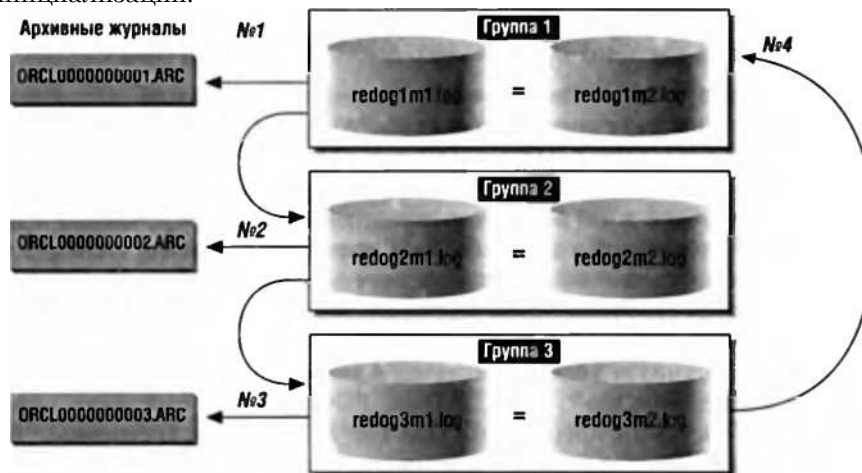 инициализации.
Архивные журналы
№1
Группа 1
№4
ORCL0000000001.ARC
redog1m1.log
=
redog1m2.log
Группа 2
ORCL0000000002.ARC
№2
redog2m1.log
=
redog2m2.log
Группа 3
ORCL0000000003.ARC
№3
redog3m1.log
=
redog3m2.log